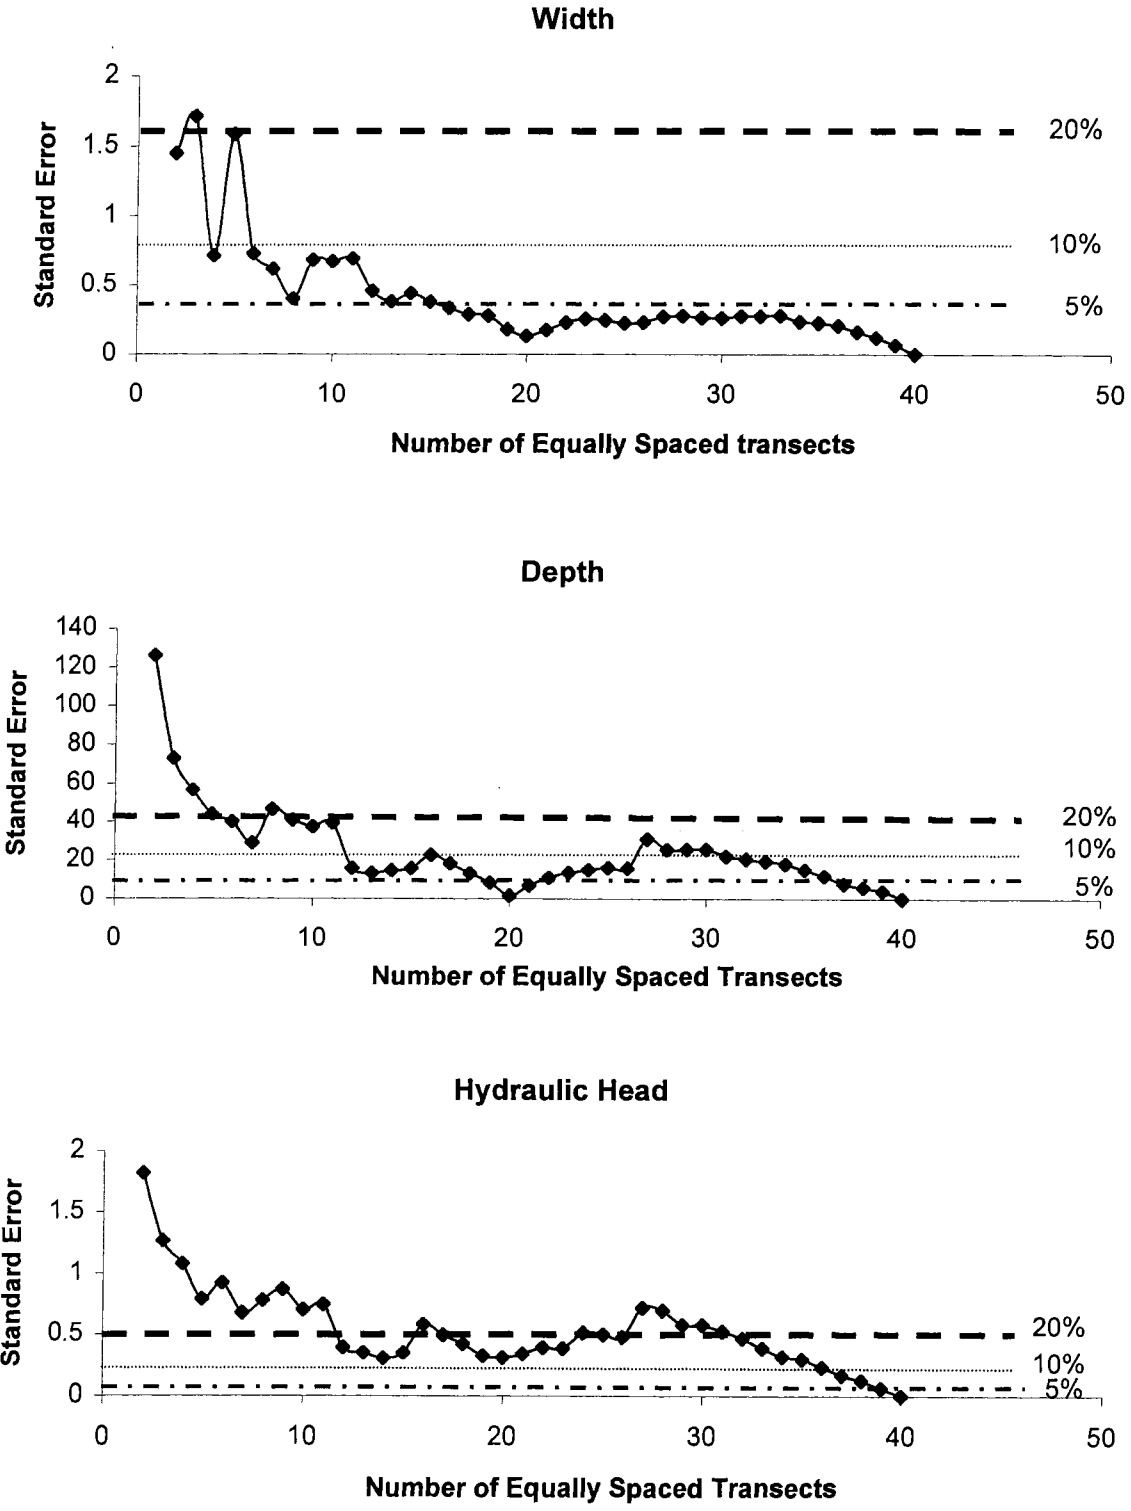 Width
2
1.5
1
0.5
0
Standard Error
20%
10%
5%
0 10 20 30 40 50
Number of Equally Spaced transects
Depth
140
120
100
80
60
40
20
0
Standard Error
20%
10%
5%
0 10 20 30 40 50
Number of Equally Spaced Transects
Hydraulic Head
2
1.5
1
0.5
0
Standard Error
20%
10%
5%
0 10 20 30 40 50
Number of Equally Spaced Transects